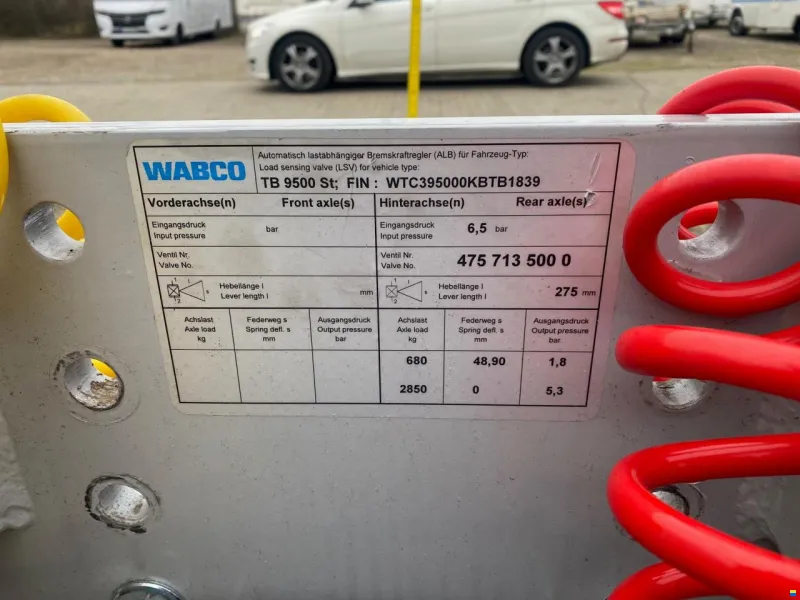 WABCO
Automatisch lastabhängiger Bremskraftregler (ALB) für Fahrzeug-Typ:
Load sensing valve (LSV) for vehicle type:
TB 9500 St; FIN : WTC395000KBTB1839
Vorderachse(n) Front axle(s) Hinterachse(n) Rear axle(s)
Eingangsdruck bar Eingangsdruck 6,5 bar
Input pressure Input pressure
Ventil Nr. Ventil Nr. 475 713 500 0
Valve No. Valve No.
Hebellänge l Hebellänge l
Lever length l mm Lever length l 275 mm
Achslast Federweg s Ausgangsdruck Achslast Federweg s Ausgangsdruck
Axle load Spring defl. s Output pressure Axle load Spring defl. s Output pressure
kg mm bar kg mm bar
680 48,90 1,8
2850 0 5,3